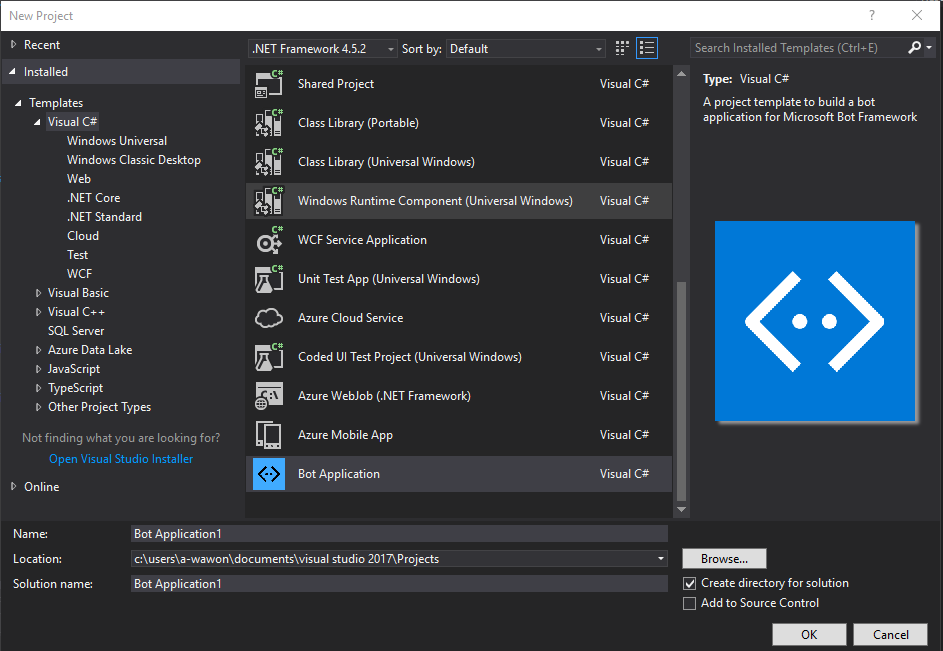 New Project
?
Recent
.NET Framework 4.5.2
Sort by:
Default
Search Installed Templates (Ctrl+E)
Installed
Templates
Visual C#
Windows Universal
Windows Classic Desktop
Web
.NET Core
.NET Standard
Cloud
Test
WCF
Visual Basic
Visual C++
SQL Server
Azure Data Lake
JavaScript
TypeScript
Other Project Types
Not finding what you are looking for?
Open Visual Studio Installer
Online
C# Shared Project Visual C#
C# Class Library (Portable) Visual C#
C# Class Library (Universal Windows) Visual C#
C# Windows Runtime Component (Universal Windows) Visual C#
C# WCF Service Application Visual C#
C# Unit Test App (Universal Windows) Visual C#
Azure Cloud Service Visual C#
C# Coded UI Test Project (Universal Windows) Visual C#
C:\ Azure WebJob (.NET Framework) Visual C#
Azure Mobile App Visual C#
Bot Application Visual C#
Type: Visual C#
A project template to build a bot
application for Microsoft Bot Framework
Name: Bot Application1
Location: c:\users\a-wawon\documents\visual studio 2017\Projects
Browse...
Solution name: Bot Application1
Create directory for solution
Add to Source Control
OK
Cancel